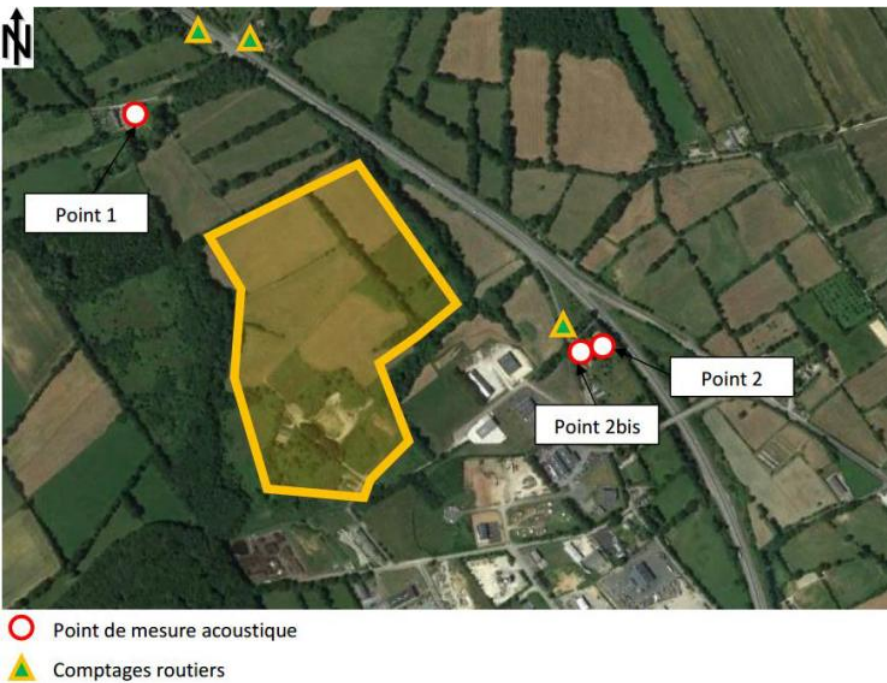 N
Point 1
Point 2
Point 2bis
Point de mesure acoustique
Comptages routiers